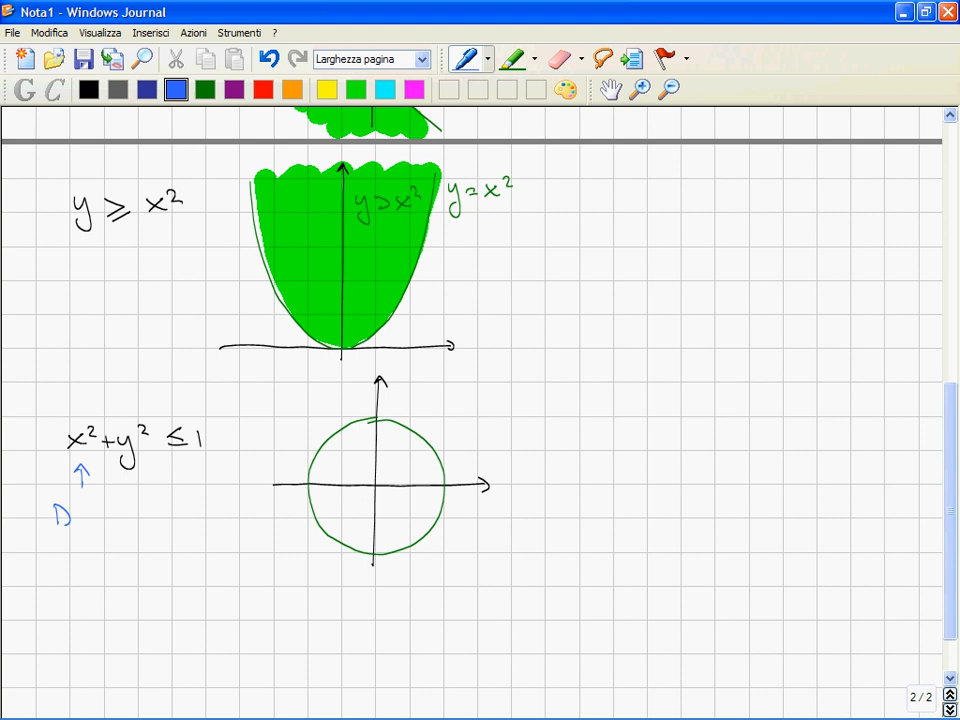 Nota1 - Windows Journal
File Modifica Visualizza Inserisci Azioni Strumenti ?
Larghezza pagina
G C
y ⩾ x²
y > x²
y = x²
x² + y² ≤ 1
D
2 / 2